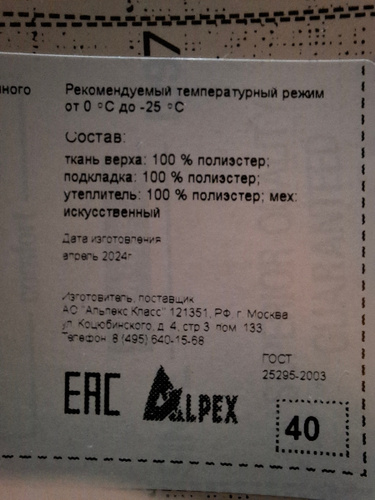 нного
Рекомендуемый температурный режим
от 0 °C до -25 °C
Состав:
ткань верха: 100 % полиэстер;
подкладка: 100 % полиэстер;
утеплитель: 100 % полиэстер; мех:
искусственный
Дата изготовления
апрель 2024г
Изготовитель, поставщик
АО "Альпекс Класс" 121351, РФ, г. Москва
ул. Коцюбинского, д. 4, стр.3 пом. 133
Телефон: 8 (495) 640-15-68
ГОСТ
25295-2003
EAC ALPEX
40